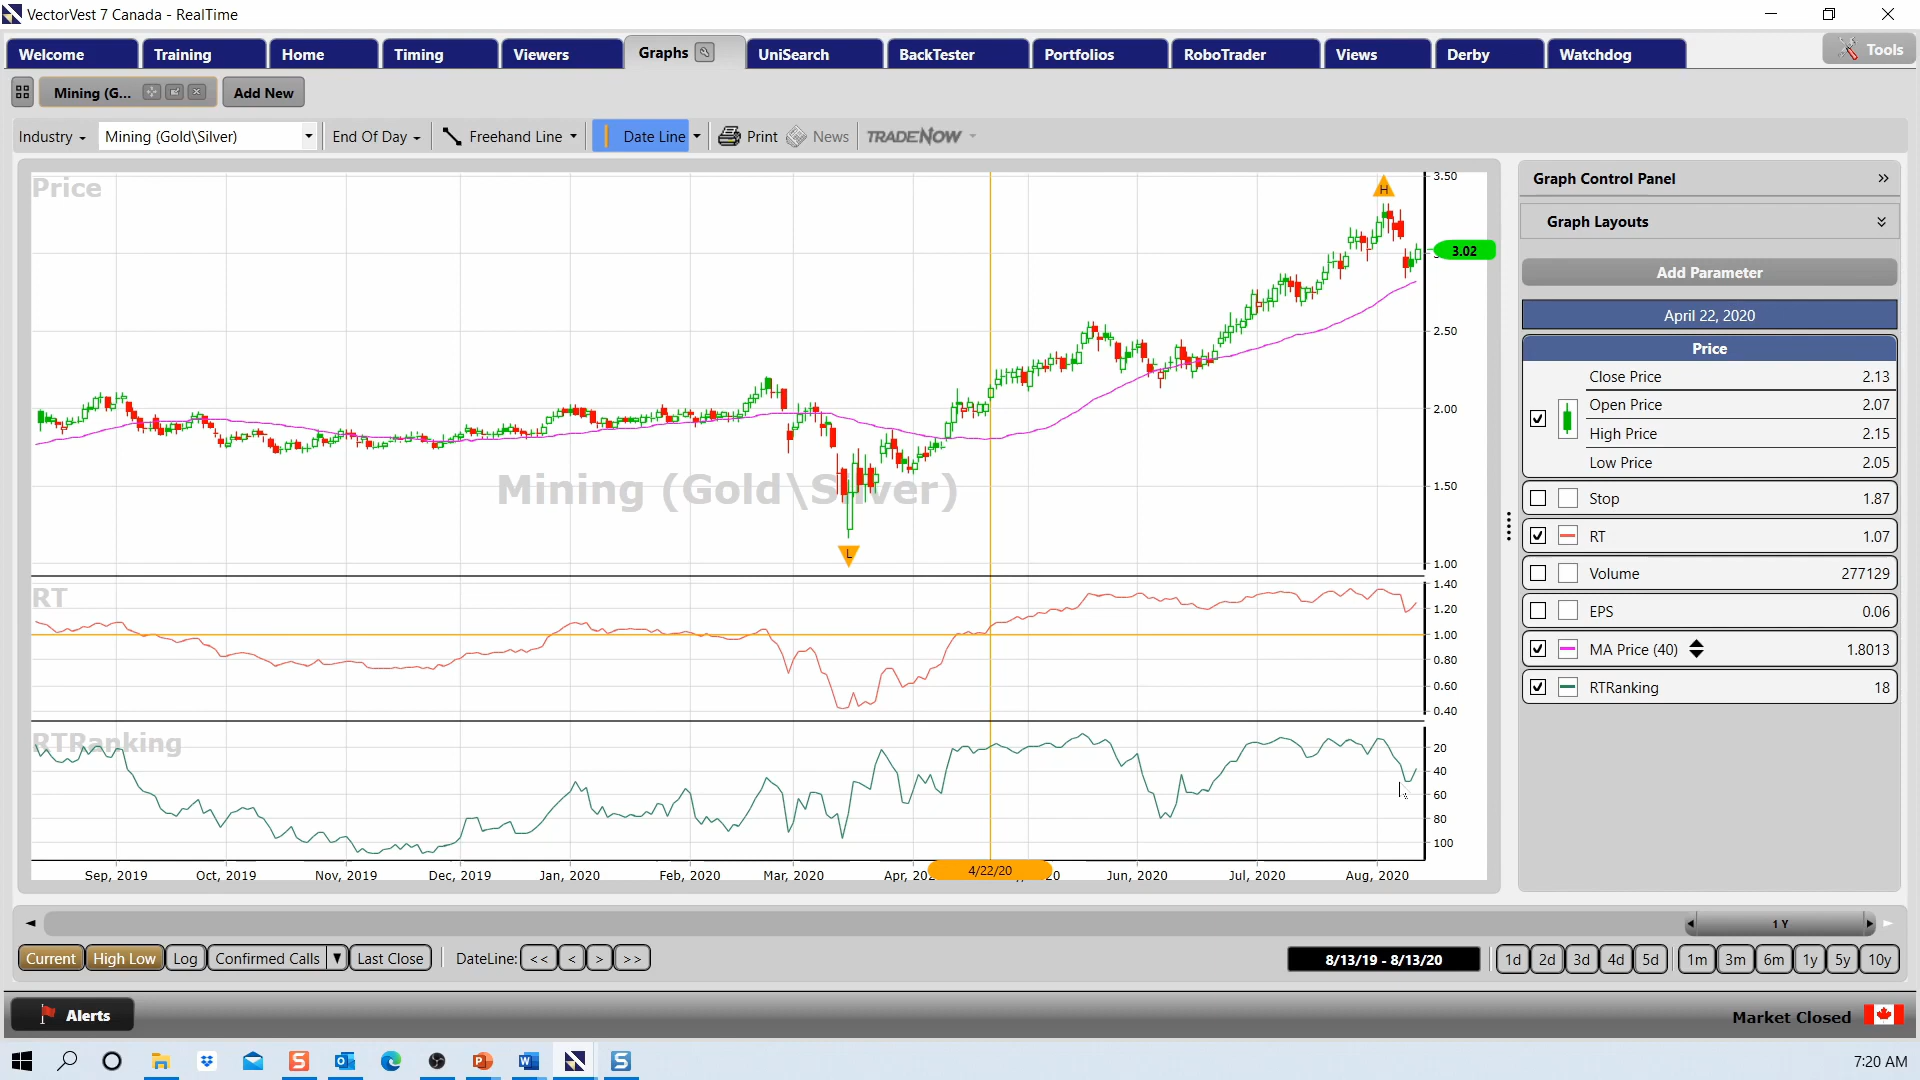 VectorVest 7 Canada - RealTime
Welcome Training Home Timing Viewers Graphs UniSearch BackTester Portfolios RoboTrader Views Derby Watchdog Tools
Mining (G... Add New
Industry Mining (Gold\Silver) End Of Day Freehand Line Date Line Print News TRADENOW
Price
Mining (Gold\Silver)
H
L
3.50
3.02
2.50
2.00
1.50
1.00
RT
1.40
1.20
1.00
0.80
0.60
0.40
RTRanking
20
40
60
80
100
Sep, 2019 Oct, 2019 Nov, 2019 Dec, 2019 Jan, 2020 Feb, 2020 Mar, 2020 Apr, 20 4/22/20 20 Jun, 2020 Jul, 2020 Aug, 2020
Graph Control Panel
Graph Layouts
Add Parameter
April 22, 2020
Price
Close Price 2.13
Open Price 2.07
High Price 2.15
Low Price 2.05
Stop 1.87
RT 1.07
Volume 277129
EPS 0.06
MA Price (40) 1.8013
RTRanking 18
1 Y
Current High Low Log Confirmed Calls Last Close DateLine: << < > >> 8/13/19 - 8/13/20 1d 2d 3d 4d 5d 1m 3m 6m 1y 5y 10y
Alerts Market Closed
7:20 AM